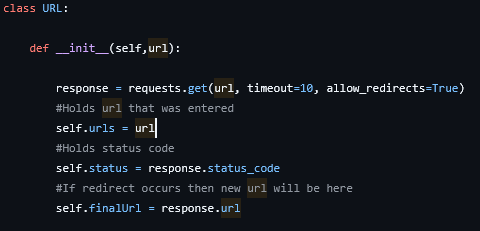 class URL:
def __init__(self,url):
response = requests.get(url, timeout=10, allow_redirects=True)
#Holds url that was entered
self.urls = url
#Holds status code
self.status = response.status_code
#If redirect occurs then new url will be here
self.finalUrl = response.url